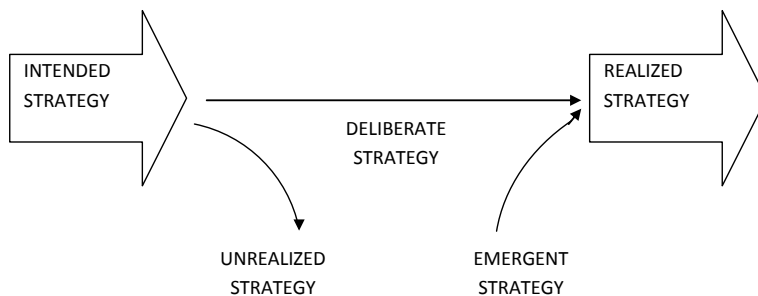 INTENDED
STRATEGY
REALIZED
STRATEGY
DELIBERATE
STRATEGY
UNREALIZED
STRATEGY
EMERGENT
STRATEGY